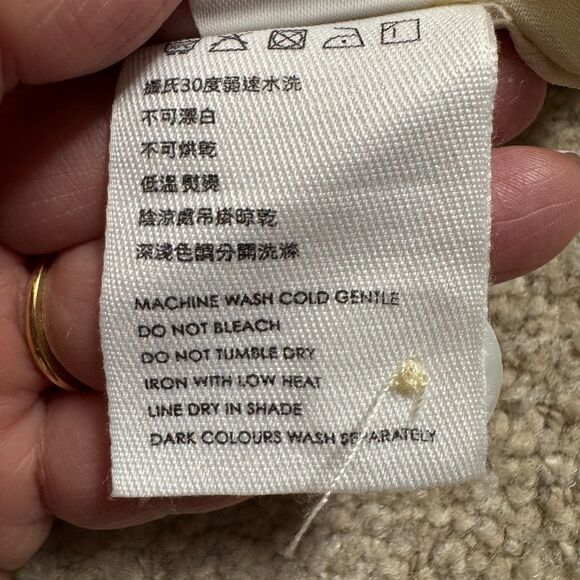 攝氏30度弱速水洗
不可漂白
不可烘乾
低溫熨燙
陰涼處吊掛晾乾
深淺色請分開洗滌
MACHINE WASH COLD GENTLE
DO NOT BLEACH
DO NOT TUMBLE DRY
IRON WITH LOW HEAT
LINE DRY IN SHADE
DARK COLOURS WASH SEPARATELY